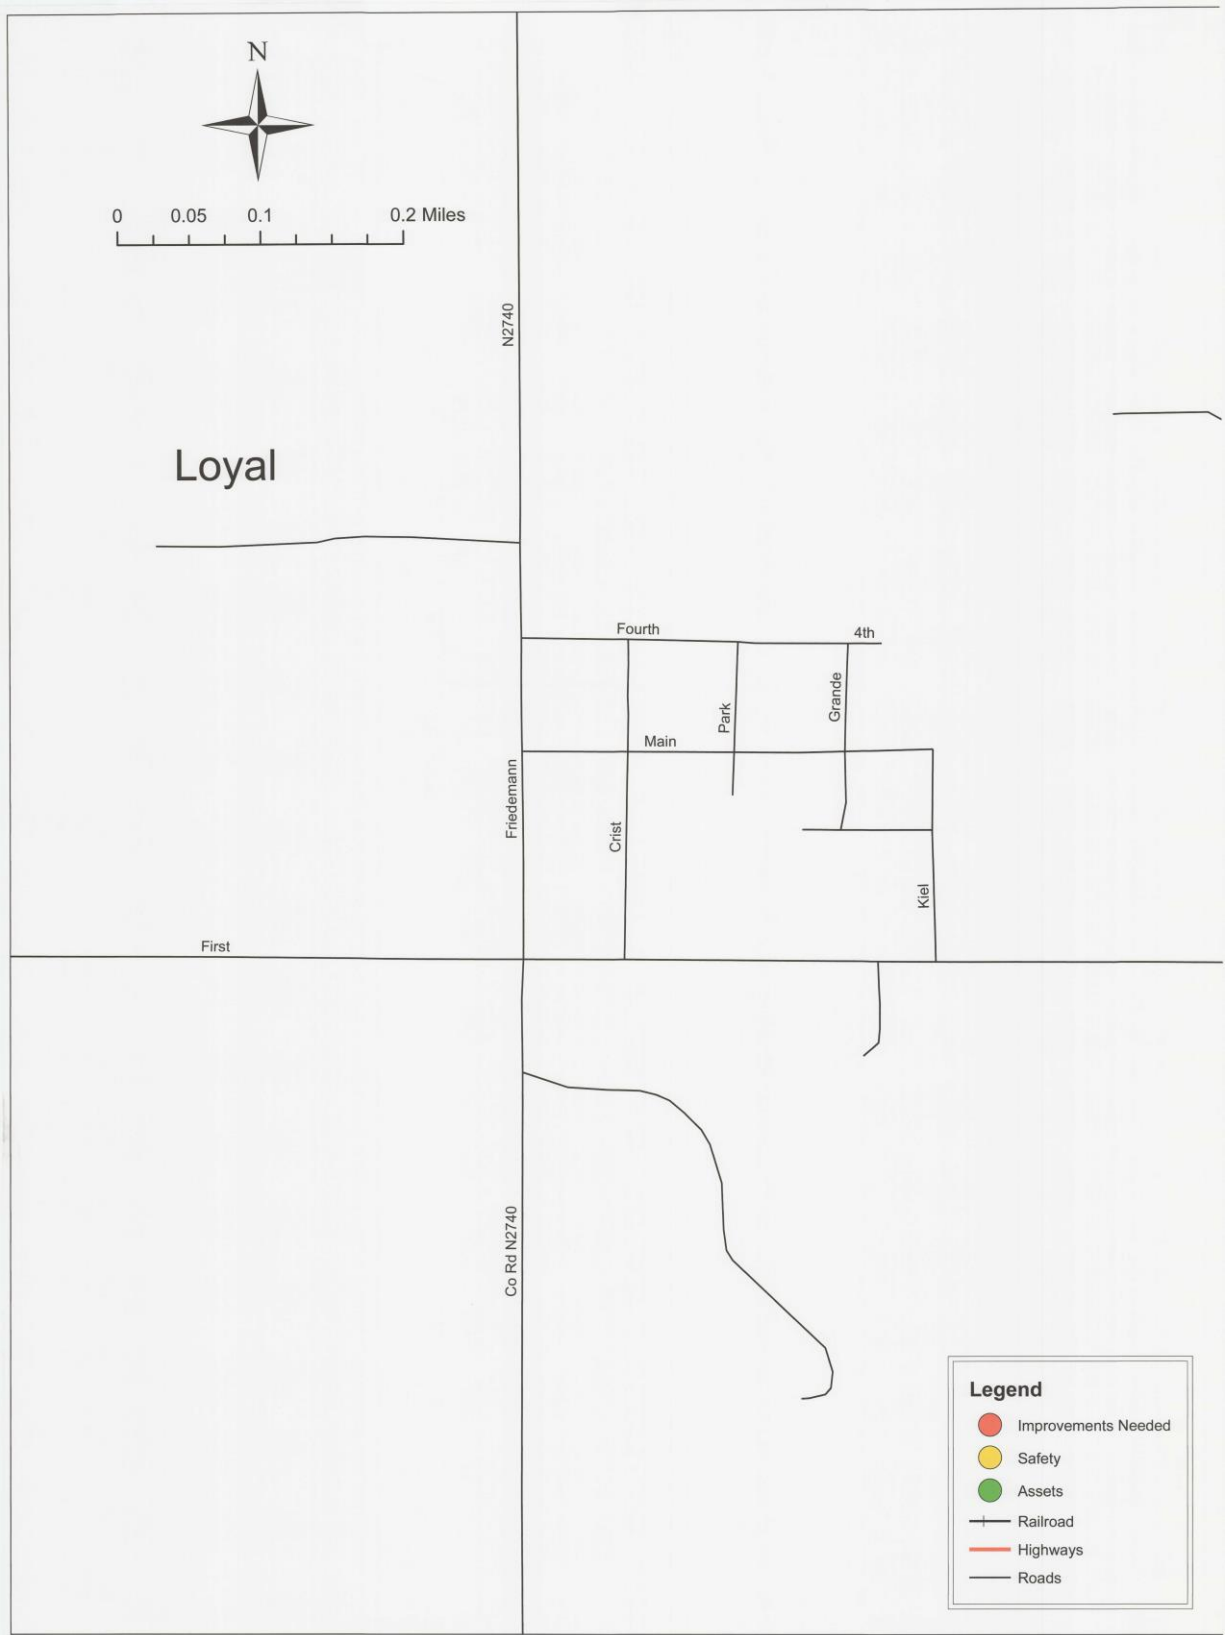 N
0 0.05 0.1 0.2 Miles
N2740
Loyal
Fourth
4th
Grande
Park
Main
Friedemann
Crist
Kiel
First
Co Rd N2740
Legend
Improvements Needed
Safety
Assets
Railroad
Highways
Roads